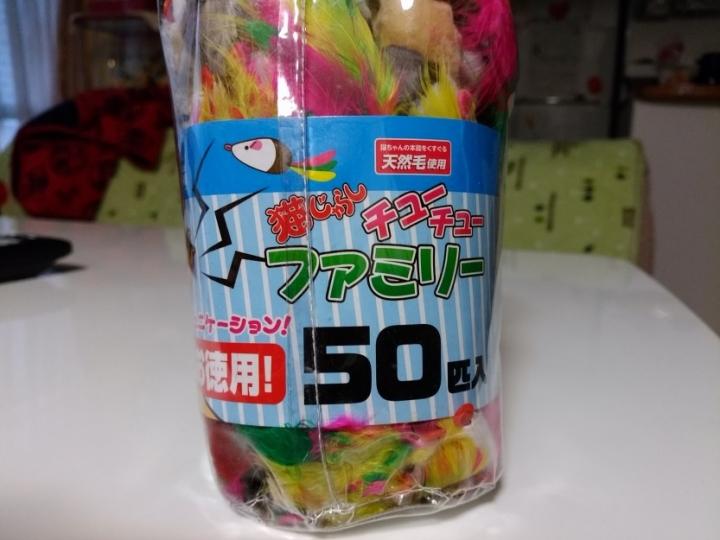 猫ちゃんの本能をくすぐる
天然毛使用
猫じゃらし
チューチュー
ファミリー
ニケーション!
お徳用!
50匹入